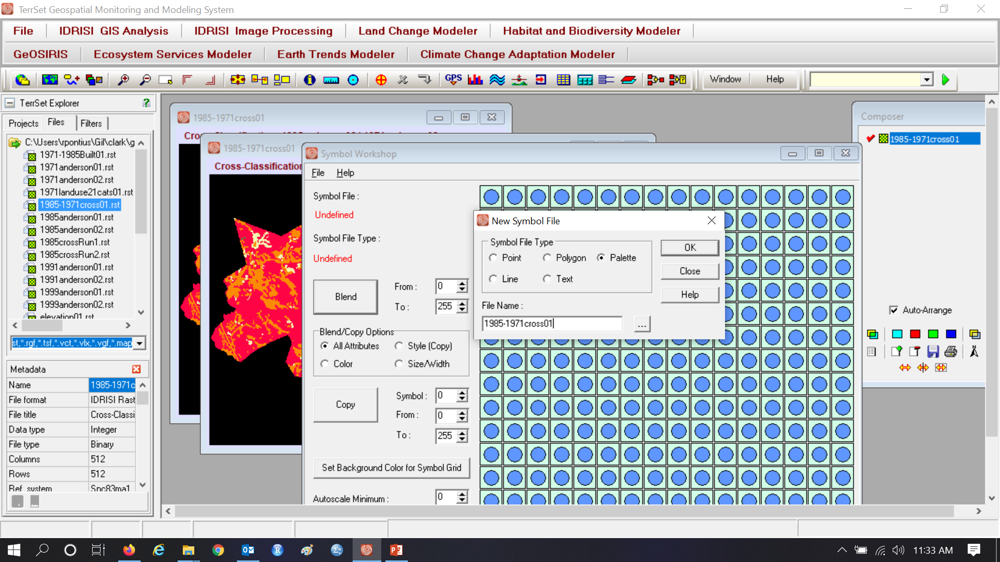 TerrSet Geospatial Monitoring and Modeling System
File IDRISI GIS Analysis IDRISI Image Processing Land Change Modeler Habitat and Biodiversity Modeler
GeOSIRIS Ecosystem Services Modeler Earth Trends Modeler Climate Change Adaptation Modeler
GPS Window Help
TerrSet Explorer ?
Projects Files Filters
C:\Users\rpontius\Gil\clark\g
1971-1985Built01.rst
1971anderson01.rst
1971anderson02.rst
1971landuse21cats01.rst
1985-1971cross01.rst
1985anderson01.rst
1985anderson02.rst
1985crossRun1.rst
1985crossRun2.rst
1991anderson01.rst
1991anderson02.rst
1999anderson01.rst
1999anderson02.rst
elevation01.rst
st,*.rgf,*.tsf,*.vct,*.vlx,*.vgf,*.map
Metadata
Name 1985-1971c
File format IDRISI Rast
File title Cross-Classi
Data type Integer
File type Binary
Columns 512
Rows 512
Ref. system Spc83ma1
1985-1971cross01
1985-1971cross01
Cross-Classification
Symbol Workshop
File Help
Symbol File :
Undefined
Symbol File Type :
Undefined
Blend
From : 0
To : 255
Blend/Copy Options
All Attributes Style (Copy)
Color Size/Width
Copy
Symbol : 0
From : 0
To : 255
Set Background Color for Symbol Grid
Autoscale Minimum : 0
New Symbol File
Symbol File Type
Point Polygon Palette
Line Text
OK
Close
Help
File Name :
1985-1971cross01
...
Composer
1985-1971cross01
Auto-Arrange
11:33 AM